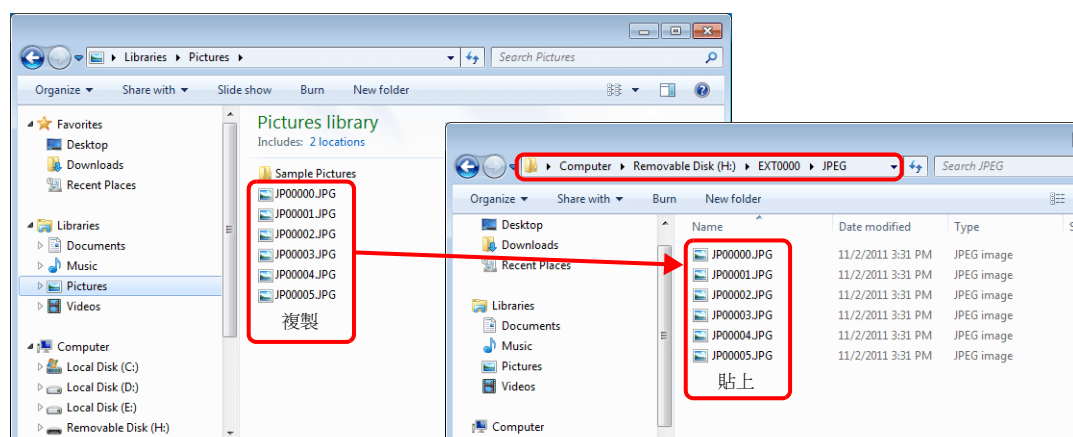 Libraries ▸ Pictures ▸
Search Pictures
Organize ▾ Share with ▾ Slide show Burn New folder
Favorites
Desktop
Downloads
Recent Places
Libraries
Documents
Music
Pictures
Videos
Computer
Local Disk (C:)
Local Disk (D:)
Local Disk (E:)
Removable Disk (H:)
Pictures library
Includes: 2 locations
Sample Pictures
JP00000.JPG
JP00001.JPG
JP00002.JPG
JP00003.JPG
JP00004.JPG
JP00005.JPG
複製
Computer ▸ Removable Disk (H:) ▸ EXT0000 ▸ JPEG
Search JPEG
Organize ▾ Share with ▾ Burn New folder
Desktop
Downloads
Recent Places
Libraries
Documents
Music
Pictures
Videos
Computer
Name Date modified Type
JP00000.JPG 11/2/2011 3:31 PM JPEG image
JP00001.JPG 11/2/2011 3:31 PM JPEG image
JP00002.JPG 11/2/2011 3:31 PM JPEG image
JP00003.JPG 11/2/2011 3:31 PM JPEG image
JP00004.JPG 11/2/2011 3:31 PM JPEG image
JP00005.JPG 11/2/2011 3:31 PM JPEG image
貼上